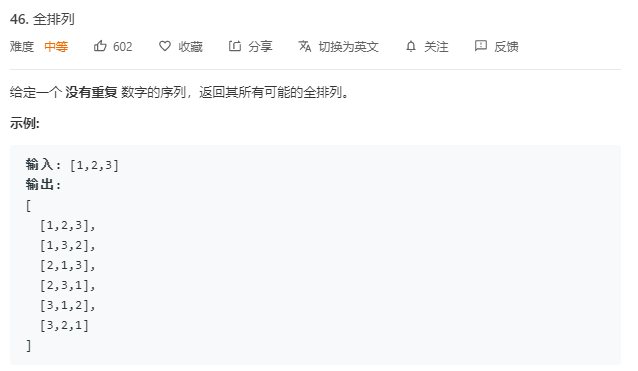 46. 全排列
难度 中等 602 收藏 分享 切换为英文 关注 反馈
给定一个 没有重复 数字的序列，返回其所有可能的全排列。
示例:
输入: [1,2,3]
输出:
[
[1,2,3],
[1,3,2],
[2,1,3],
[2,3,1],
[3,1,2],
[3,2,1]
]